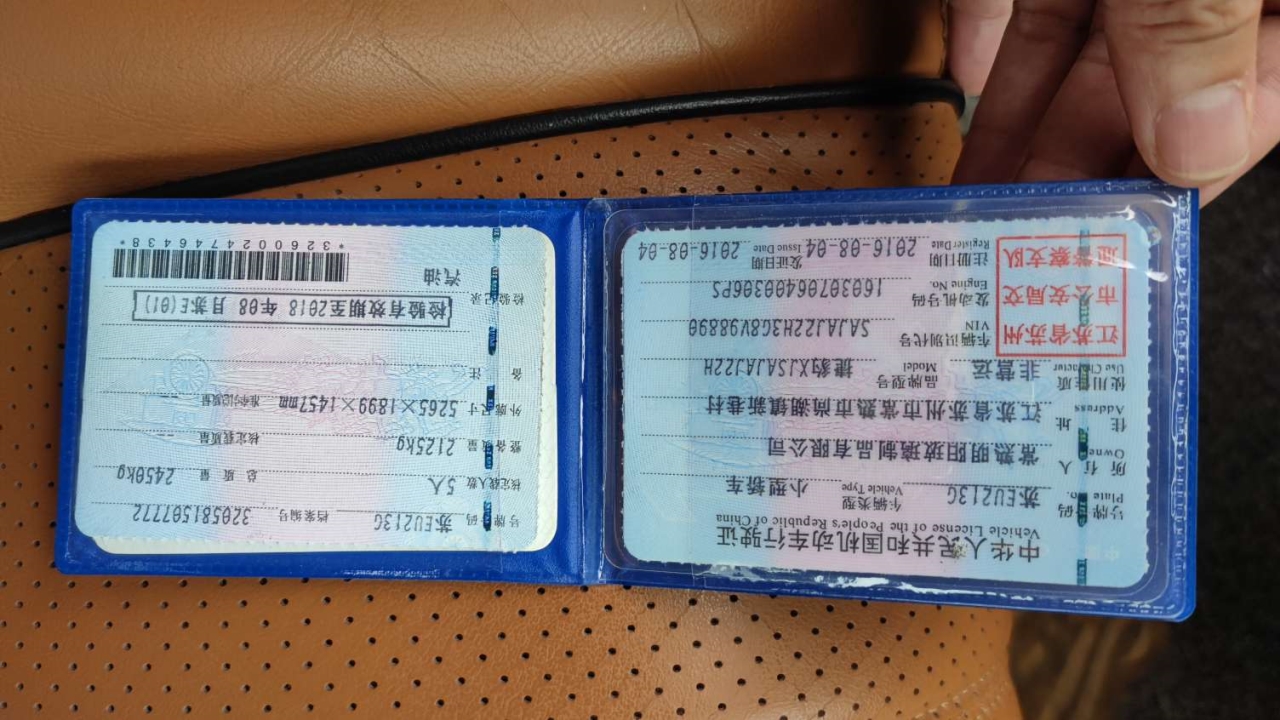 中华人民共和国机动车行驶证
Vehicle License of the People's Republic of China
号牌号码 Plate No. 苏EU213G 车辆类型 Vehicle Type 小型轿车
所有人 Owner 常熟明阳玻璃制品有限公司
住址 Address 江苏省苏州市常熟市尚湖镇新巷村
使用性质 Use Character 非营运 品牌型号 Model 捷豹XJSAJAJ22H
江苏省苏州市公安局交通警察支队
车辆识别代号 VIN SAJAJ22H3G8V98890
发动机号码 Engine No. 16030706400306PS
注册日期 Register Date 2016-08-04 发证日期 Issue Date 2016-08-04
号牌号码 苏EU213G 档案编号 320581507772
核定载人数 5人 总质量 2450kg
整备质量 2125kg 核定载质量 --
外廓尺寸 5265×1899×1457mm 准牵引总质量 --
备注
检验记录 检验有效期至2018年08月苏E(01)
汽油
*3260024746438*